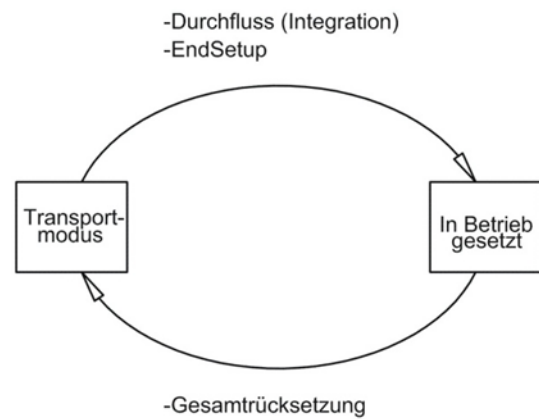 -Durchfluss (Integration)
-EndSetup
Transport-
modus
In Betrieb
gesetzt
-Gesamtrücksetzung